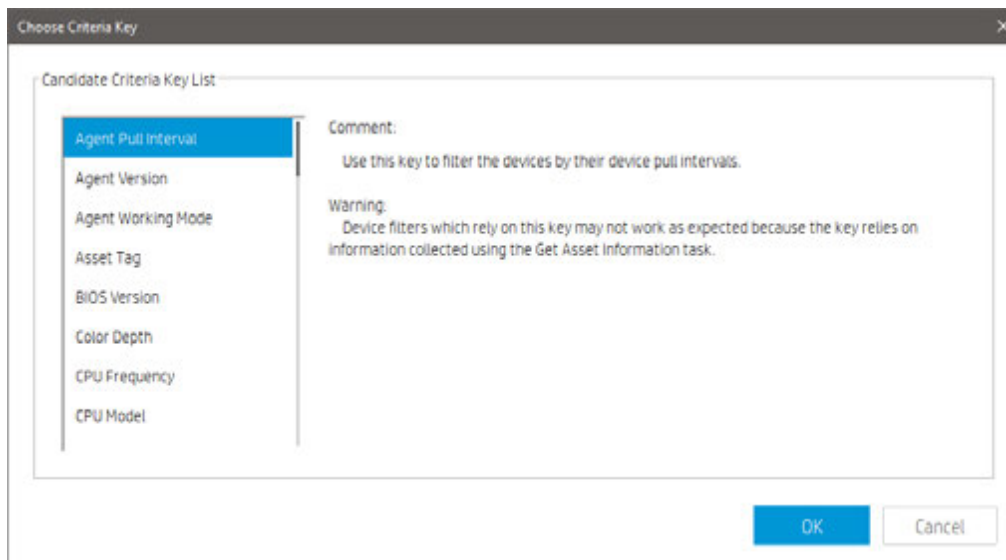 Choose Criteria Key
Candidate Criteria Key List
Agent Pull Interval
Agent Version
Agent Working Mode
Asset Tag
BIOS Version
Color Depth
CPU Frequency
CPU Model
Comment:
Use this key to filter the devices by their device pull intervals.
Warning:
Device filters which rely on this key may not work as expected because the key relies on
information collected using the Get Asset Information task.
OK
Cancel